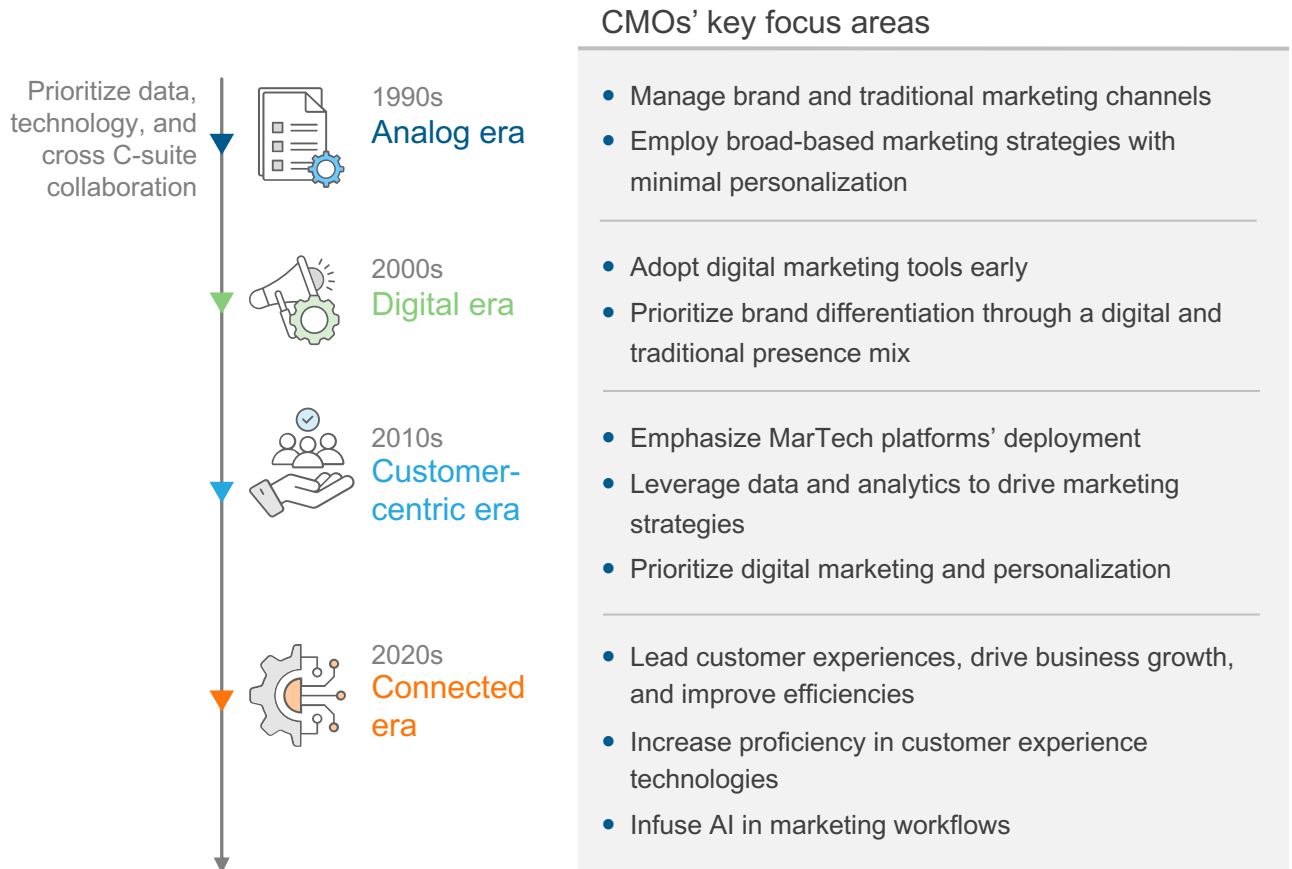 CMOs’ key focus areas
Prioritize data,
technology, and
cross C-suite
collaboration
1990s
Analog era
• Manage brand and traditional marketing channels
• Employ broad-based marketing strategies with
minimal personalization
2000s
Digital era
• Adopt digital marketing tools early
• Prioritize brand differentiation through a digital and
traditional presence mix
2010s
Customer-
centric era
• Emphasize MarTech platforms’ deployment
• Leverage data and analytics to drive marketing
strategies
• Prioritize digital marketing and personalization
2020s
Connected
era
• Lead customer experiences, drive business growth,
and improve efficiencies
• Increase proficiency in customer experience
technologies
• Infuse AI in marketing workflows